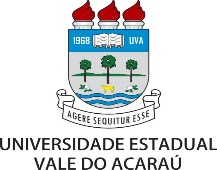 1968 UVA
AGERE SEQUITUR ESSE
UNIVERSIDADE ESTADUAL
VALE DO ACARAÚ